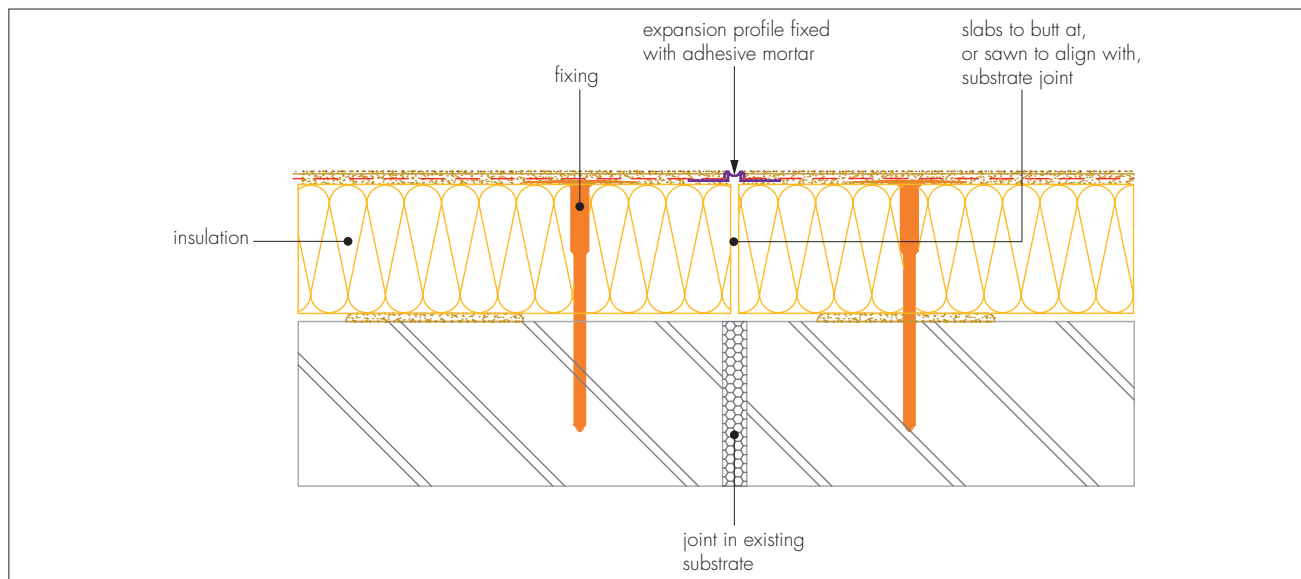 expansion profile fixed
with adhesive mortar
slabs to butt at,
or sawn to align with,
substrate joint
fixing
insulation
joint in existing
substrate